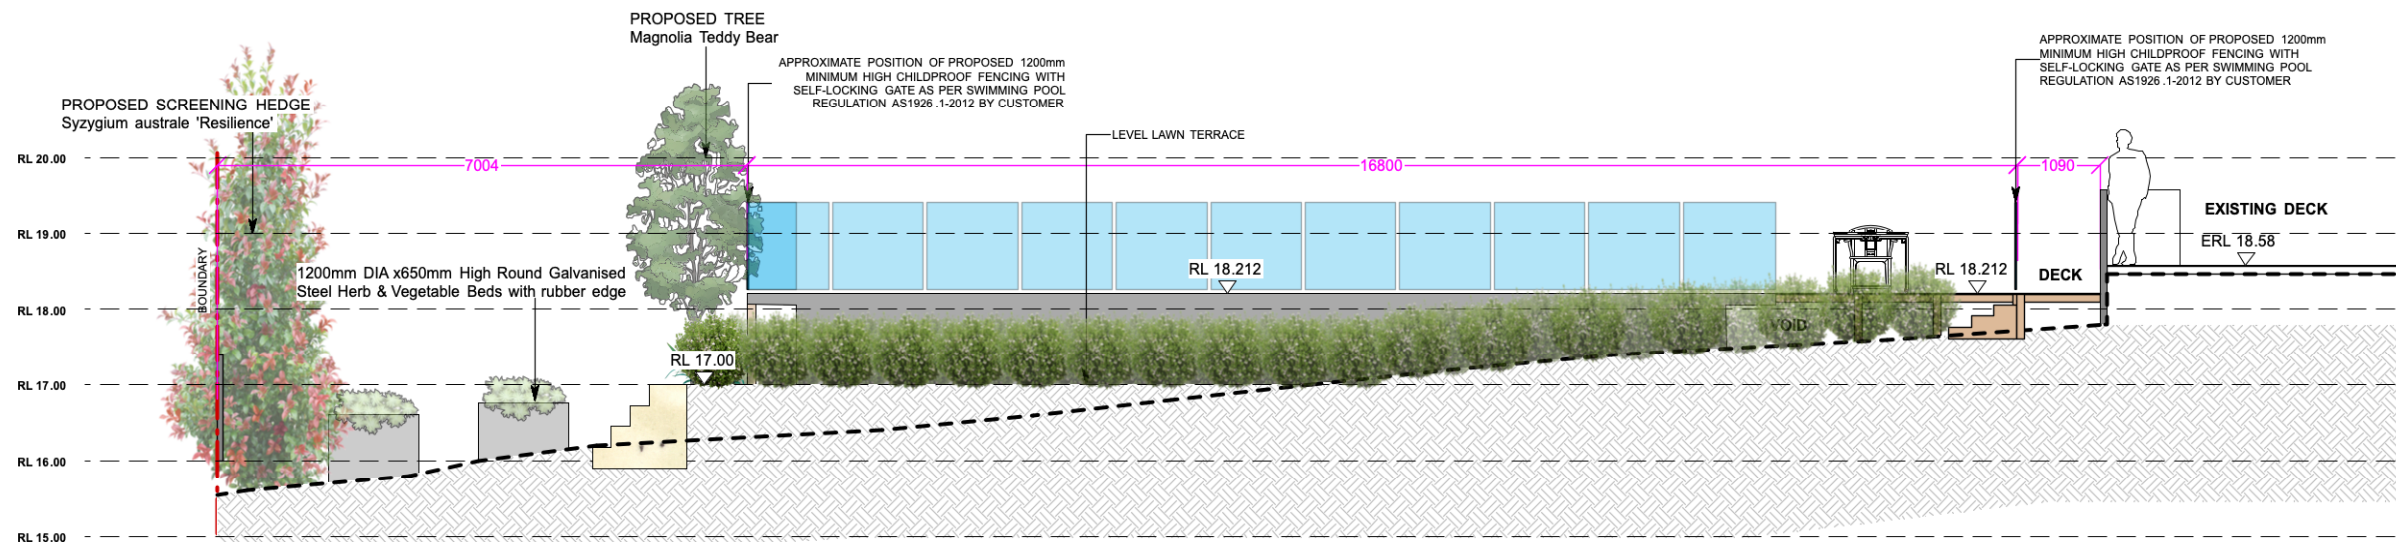 PROPOSED TREE
Magnolia Teddy Bear
APPROXIMATE POSITION OF PROPOSED 1200mm
MINIMUM HIGH CHILDPROOF FENCING WITH
SELF-LOCKING GATE AS PER SWIMMING POOL
REGULATION AS1926 .1-2012 BY CUSTOMER
APPROXIMATE POSITION OF PROPOSED 1200mm
MINIMUM HIGH CHILDPROOF FENCING WITH
SELF-LOCKING GATE AS PER SWIMMING POOL
REGULATION AS1926 .1-2012 BY CUSTOMER
PROPOSED SCREENING HEDGE
Syzygium australe 'Resilience'
LEVEL LAWN TERRACE
RL 20.00
7004
16800
1090
EXISTING DECK
RL 19.00
ERL 18.58
BOUNDARY
1200mm DIA x650mm High Round Galvanised
Steel Herb & Vegetable Beds with rubber edge
RL 18.212
RL 18.212
DECK
RL 18.00
VOID
RL 17.00
RL 17.00
RL 16.00
RL 15.00